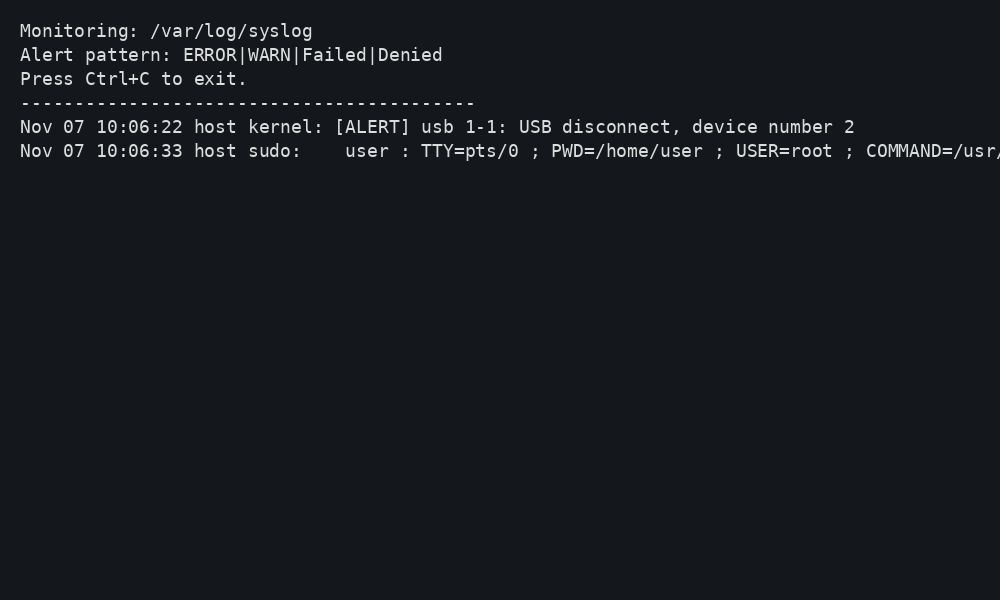 Monitoring: /var/log/syslog
Alert pattern: ERROR|WARN|Failed|Denied
Press Ctrl+C to exit.
------------------------------------------
Nov 07 10:06:22 host kernel: [ALERT] usb 1-1: USB disconnect, device number 2
Nov 07 10:06:33 host sudo:    user : TTY=pts/0 ; PWD=/home/user ; USER=root ; COMMAND=/usr/